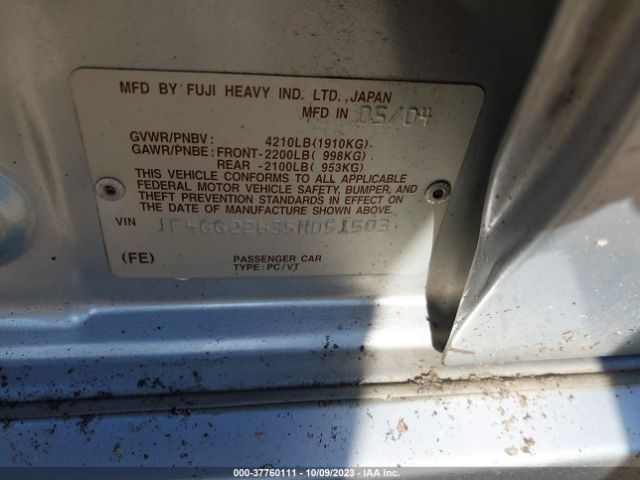 MFD BY FUJI HEAVY IND. LTD. ,JAPAN
MFD IN 05/04
GVWR/PNBV : 4210LB(1910KG)
GAWR/PNBE : FRONT-2200LB( 998KG)
REAR -2100LB( 953KG)
THIS VEHICLE CONFORMS TO ALL APPLICABLE
FEDERAL MOTOR VEHICLE SAFETY, BUMPER, AND
THEFT PREVENTION STANDARDS IN EFFECT ON
THE DATE OF MANUFACTURE SHOWN ABOVE.
VIN JF4GG22635H051503
(FE) PASSENGER CAR
TYPE : PC/VT
000-37760111 - 10/09/2023 - IAA Inc.